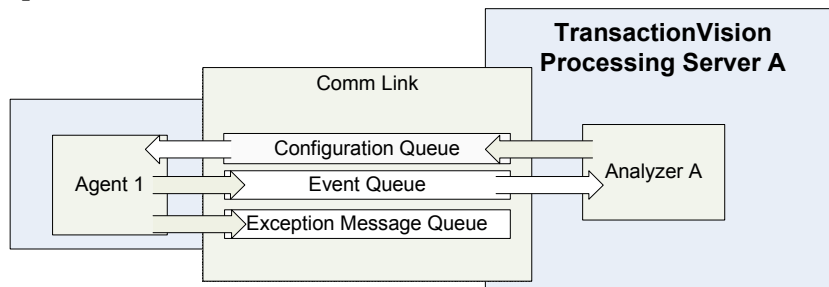 TransactionVision
Processing Server A
Comm Link
Configuration Queue
Agent 1
Event Queue
Analyzer A
Exception Message Queue